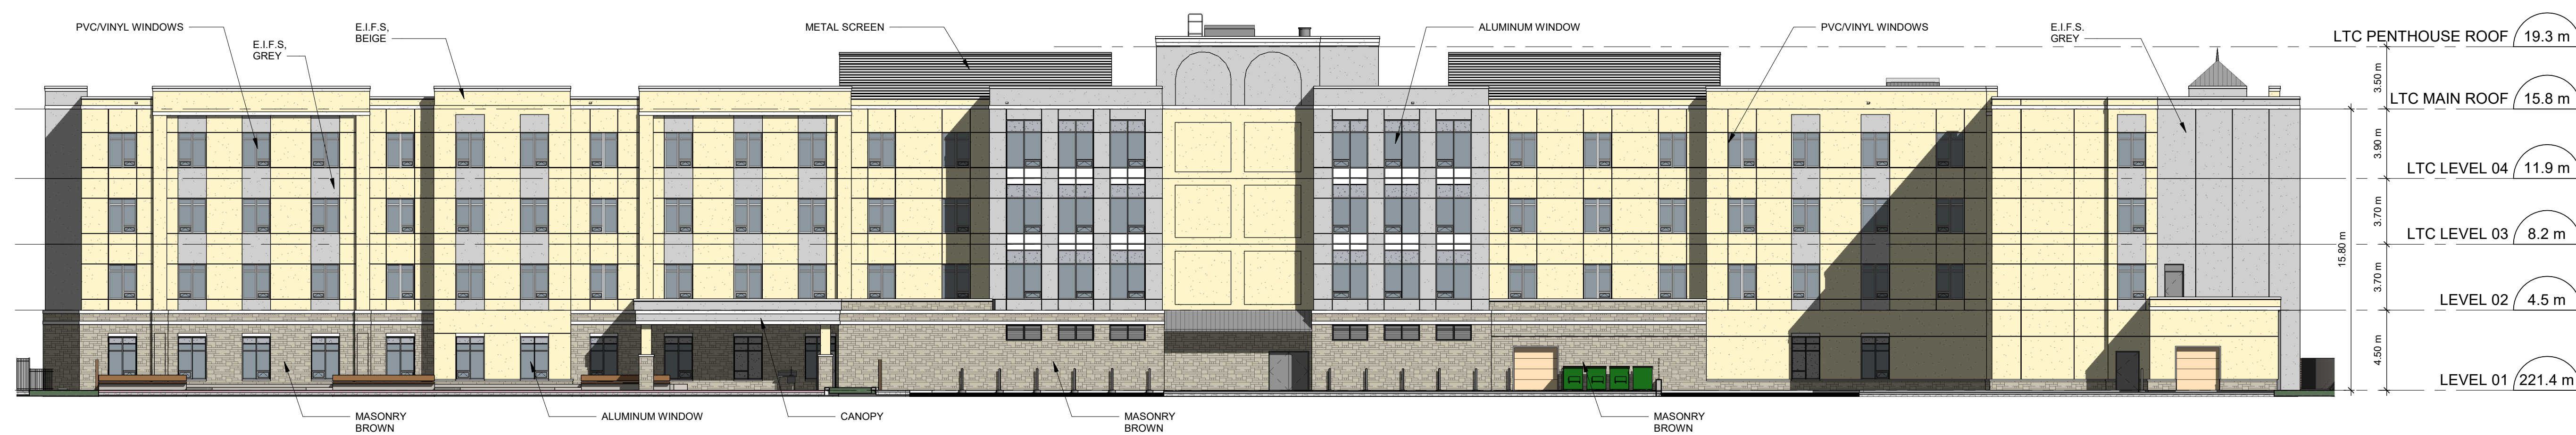 PVC/VINYL WINDOWS
E.I.F.S,
GREY
E.I.F.S,
BEIGE
METAL SCREEN
ALUMINUM WINDOW
PVC/VINYL WINDOWS
E.I.F.S.
GREY
LTC PENTHOUSE ROOF 19.3 m
3.50 m
LTC MAIN ROOF 15.8 m
3.90 m
LTC LEVEL 04 11.9 m
3.70 m
LTC LEVEL 03 8.2 m
15.80 m
3.70 m
LEVEL 02 4.5 m
4.50 m
LEVEL 01 221.4 m
MASONRY
BROWN
ALUMINUM WINDOW
CANOPY
MASONRY
BROWN
MASONRY
BROWN